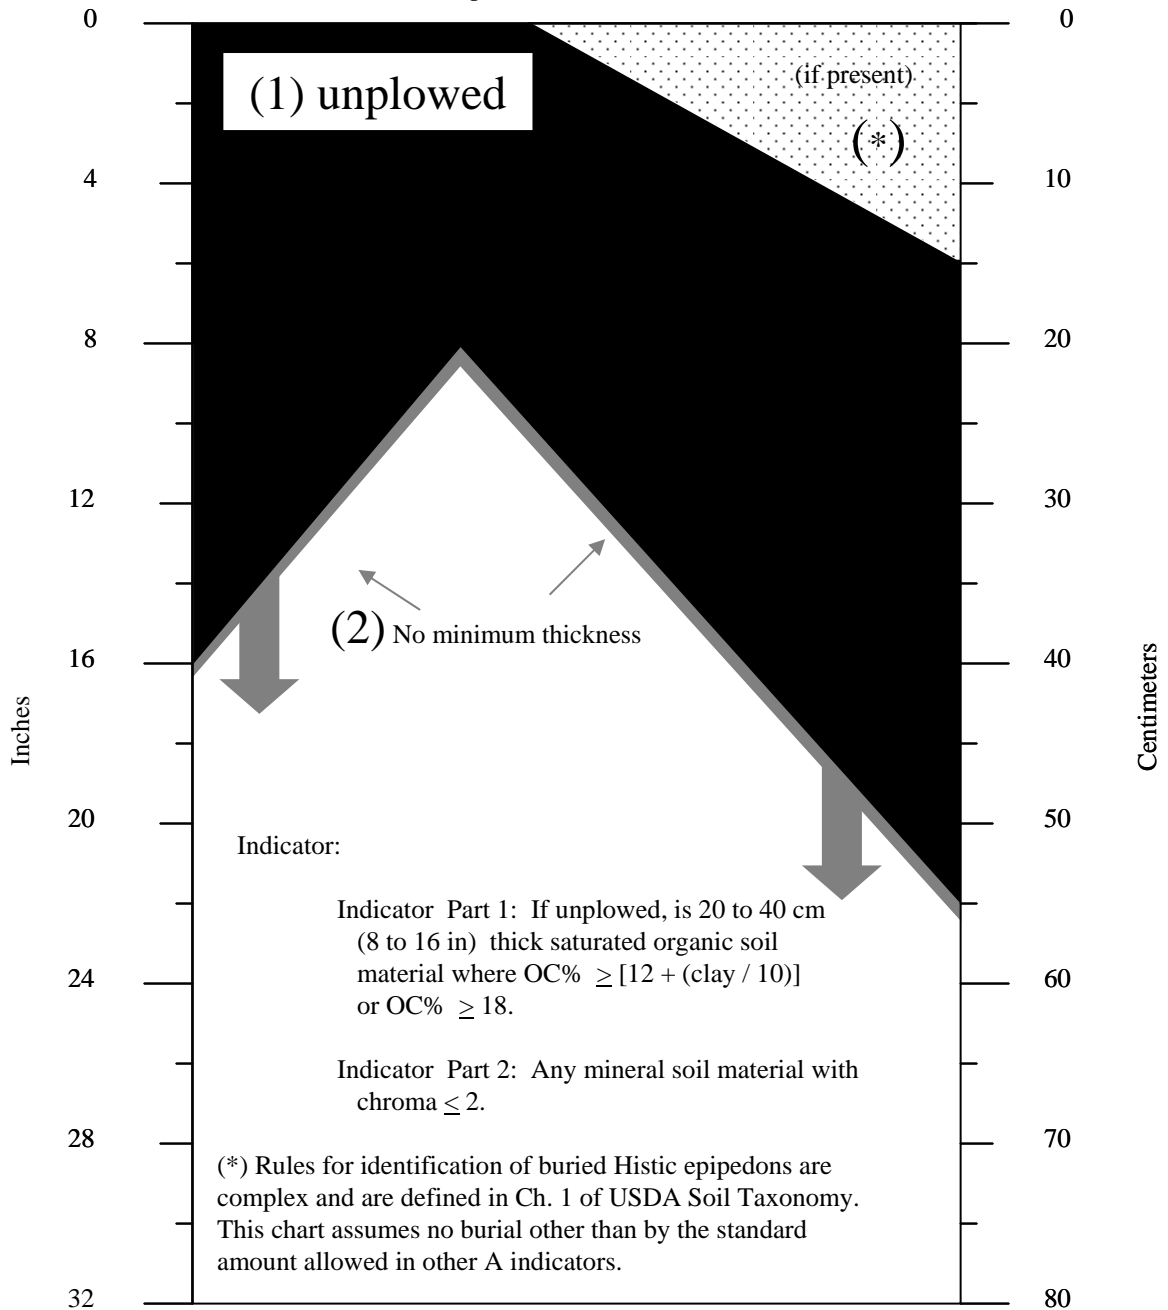 0
0
(1) unplowed
(if present)
(*)
4
10
8
20
12
30
(2) No minimum thickness
16
40
Inches
Centimeters
20
50
Indicator:
Indicator Part 1: If unplowed, is 20 to 40 cm
(8 to 16 in) thick saturated organic soil
material where OC% ≥ [12 + (clay / 10)]
or OC% ≥ 18.
24
60
Indicator Part 2: Any mineral soil material with
chroma ≤ 2.
28
70
(*) Rules for identification of buried Histic epipedons are
complex and are defined in Ch. 1 of USDA Soil Taxonomy.
This chart assumes no burial other than by the standard
amount allowed in other A indicators.
32
80